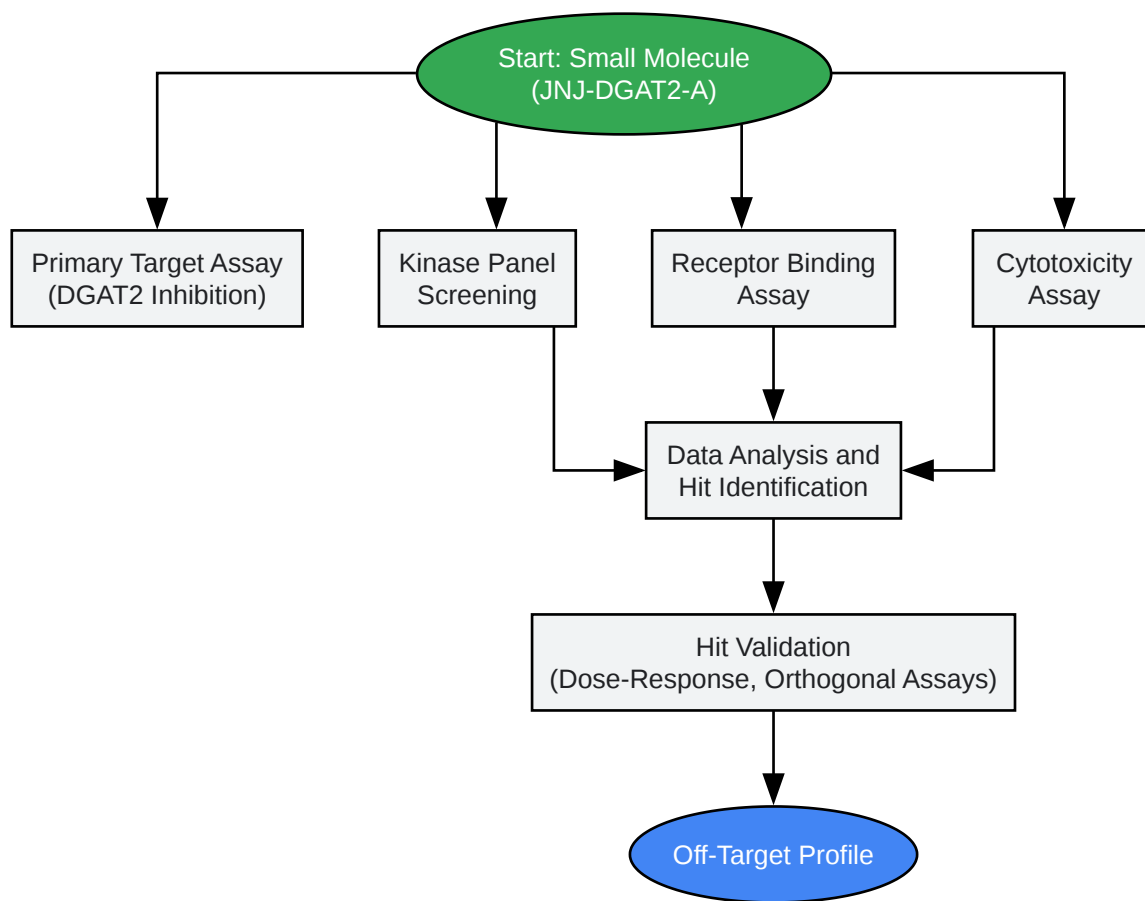 Start: Small Molecule
(JNJ-DGAT2-A)
Primary Target Assay
(DGAT2 Inhibition)
Kinase Panel
Screening
Receptor Binding
Assay
Cytotoxicity
Assay
Data Analysis and
Hit Identification
Hit Validation
(Dose-Response, Orthogonal Assays)
Off-Target Profile